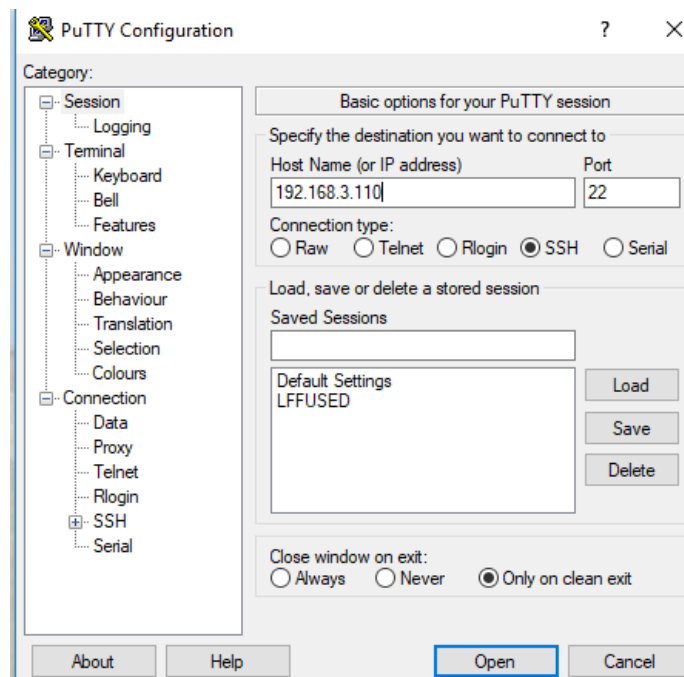 PuTTY Configuration ? X
Category:
Session
Logging
Terminal
Keyboard
Bell
Features
Window
Appearance
Behaviour
Translation
Selection
Colours
Connection
Data
Proxy
Telnet
Rlogin
SSH
Serial
Basic options for your PuTTY session
Specify the destination you want to connect to
Host Name (or IP address) Port
192.168.3.110 22
Connection type:
Raw Telnet Rlogin SSH Serial
Load, save or delete a stored session
Saved Sessions
Default Settings
LFFUSED
Load
Save
Delete
Close window on exit:
Always Never Only on clean exit
About Help Open Cancel